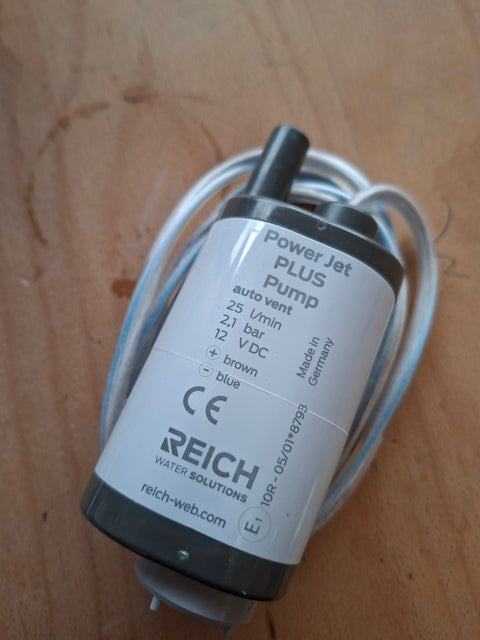 Power Jet
PLUS
Pump
auto vent
25 l/min
2,1 bar
12 V DC
+ brown
- blue
Made in
Germany
CE
REICH
WATER SOLUTIONS
reich-web.com
E1 10R - 05/01*8793